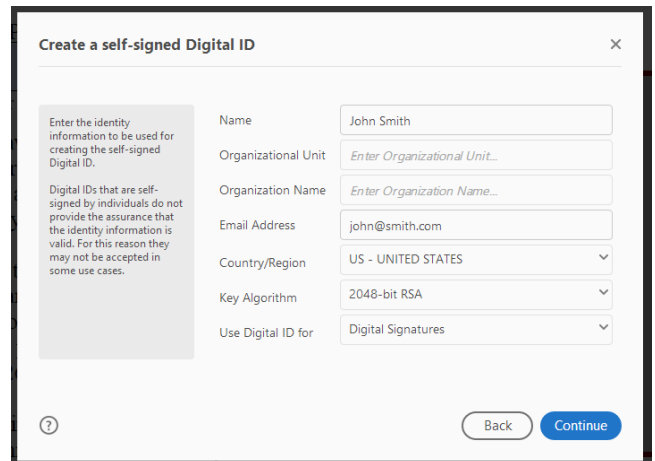 Create a self-signed Digital ID
Enter the identity
information to be used for
creating the self-signed
Digital ID.
Digital IDs that are self-
signed by individuals do not
provide the assurance that
the identity information is
valid. For this reason they
may not be accepted in
some use cases.
Name
John Smith
Organizational Unit
Enter Organizational Unit...
Organization Name
Enter Organization Name...
Email Address
john@smith.com
Country/Region
US - UNITED STATES
Key Algorithm
2048-bit RSA
Use Digital ID for
Digital Signatures
?
Back
Continue